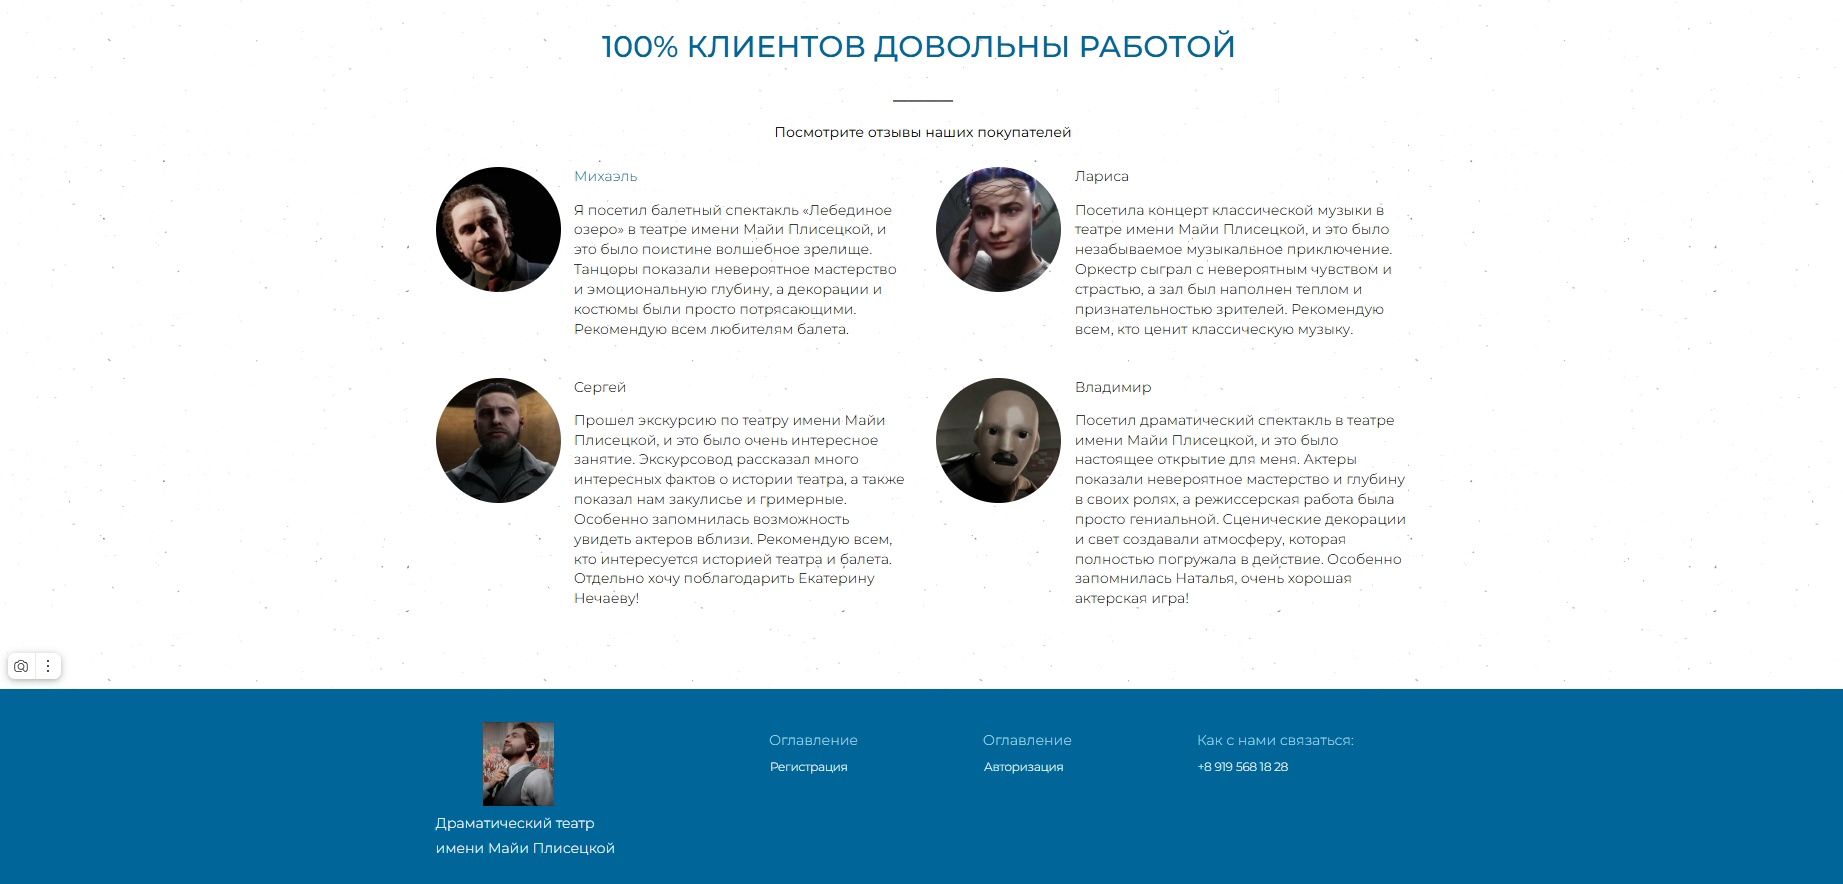 100% КЛИЕНТОВ ДОВОЛЬНЫ РАБОТОЙ
Посмотрите отзывы наших покупателей
Михаэль
Я посетил балетный спектакль «Лебединое
озеро» в театре имени Майи Плисецкой, и
это было поистине волшебное зрелище.
Танцоры показали невероятное мастерство
и эмоциональную глубину, а декорации и
костюмы были просто потрясающими.
Рекомендую всем любителям балета.
Лариса
Посетила концерт классической музыки в
театре имени Майи Плисецкой, и это было
незабываемое музыкальное приключение.
Оркестр сыграл с невероятным чувством и
страстью, а зал был наполнен теплом и
признательностью зрителей. Рекомендую
всем, кто ценит классическую музыку.
Сергей
Прошел экскурсию по театру имени Майи
Плисецкой, и это было очень интересное
занятие. Экскурсовод рассказал много
интересных фактов о истории театра, а также
показал нам закулисье и гримерные.
Особенно запомнилась возможность
увидеть актеров вблизи. Рекомендую всем,
кто интересуется историей театра и балета.
Отдельно хочу поблагодарить Екатерину
Нечаеву!
Владимир
Посетил драматический спектакль в театре
имени Майи Плисецкой, и это было
настоящее открытие для меня. Актеры
показали невероятное мастерство и глубину
в своих ролях, а режиссерская работа была
просто гениальной. Сценические декорации
и свет создавали атмосферу, которая
полностью погружала в действие. Особенно
запомнилась Наталья, очень хорошая
актерская игра!
Драматический театр
имени Майи Плисецкой
Оглавление
Регистрация
Оглавление
Авторизация
Как с нами связаться:
+8 919 568 18 28